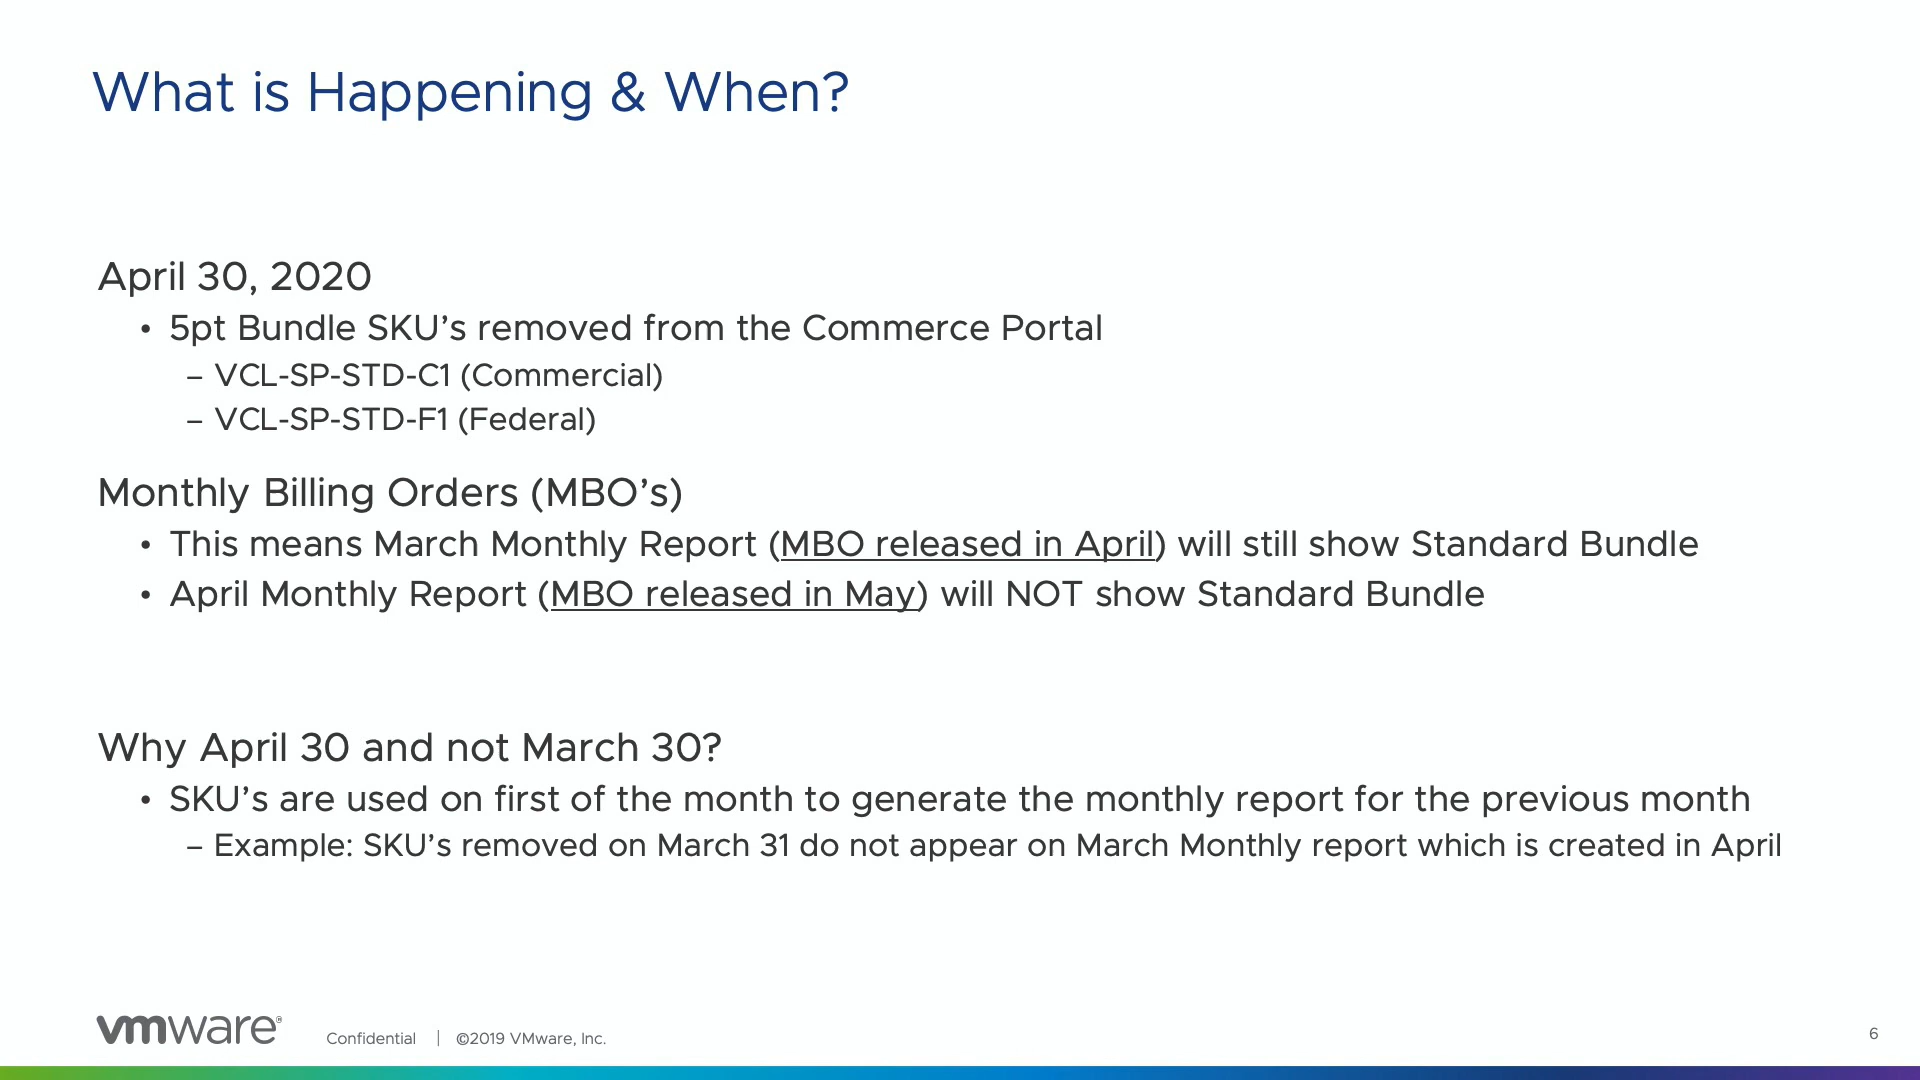 What is Happening & When?
April 30, 2020
• 5pt Bundle SKU’s removed from the Commerce Portal
– VCL-SP-STD-C1 (Commercial)
– VCL-SP-STD-F1 (Federal)
Monthly Billing Orders (MBO’s)
• This means March Monthly Report (MBO released in April) will still show Standard Bundle
• April Monthly Report (MBO released in May) will NOT show Standard Bundle
Why April 30 and not March 30?
• SKU’s are used on first of the month to generate the monthly report for the previous month
– Example: SKU’s removed on March 31 do not appear on March Monthly report which is created in April
vmware® Confidential | ©2019 VMware, Inc. 6